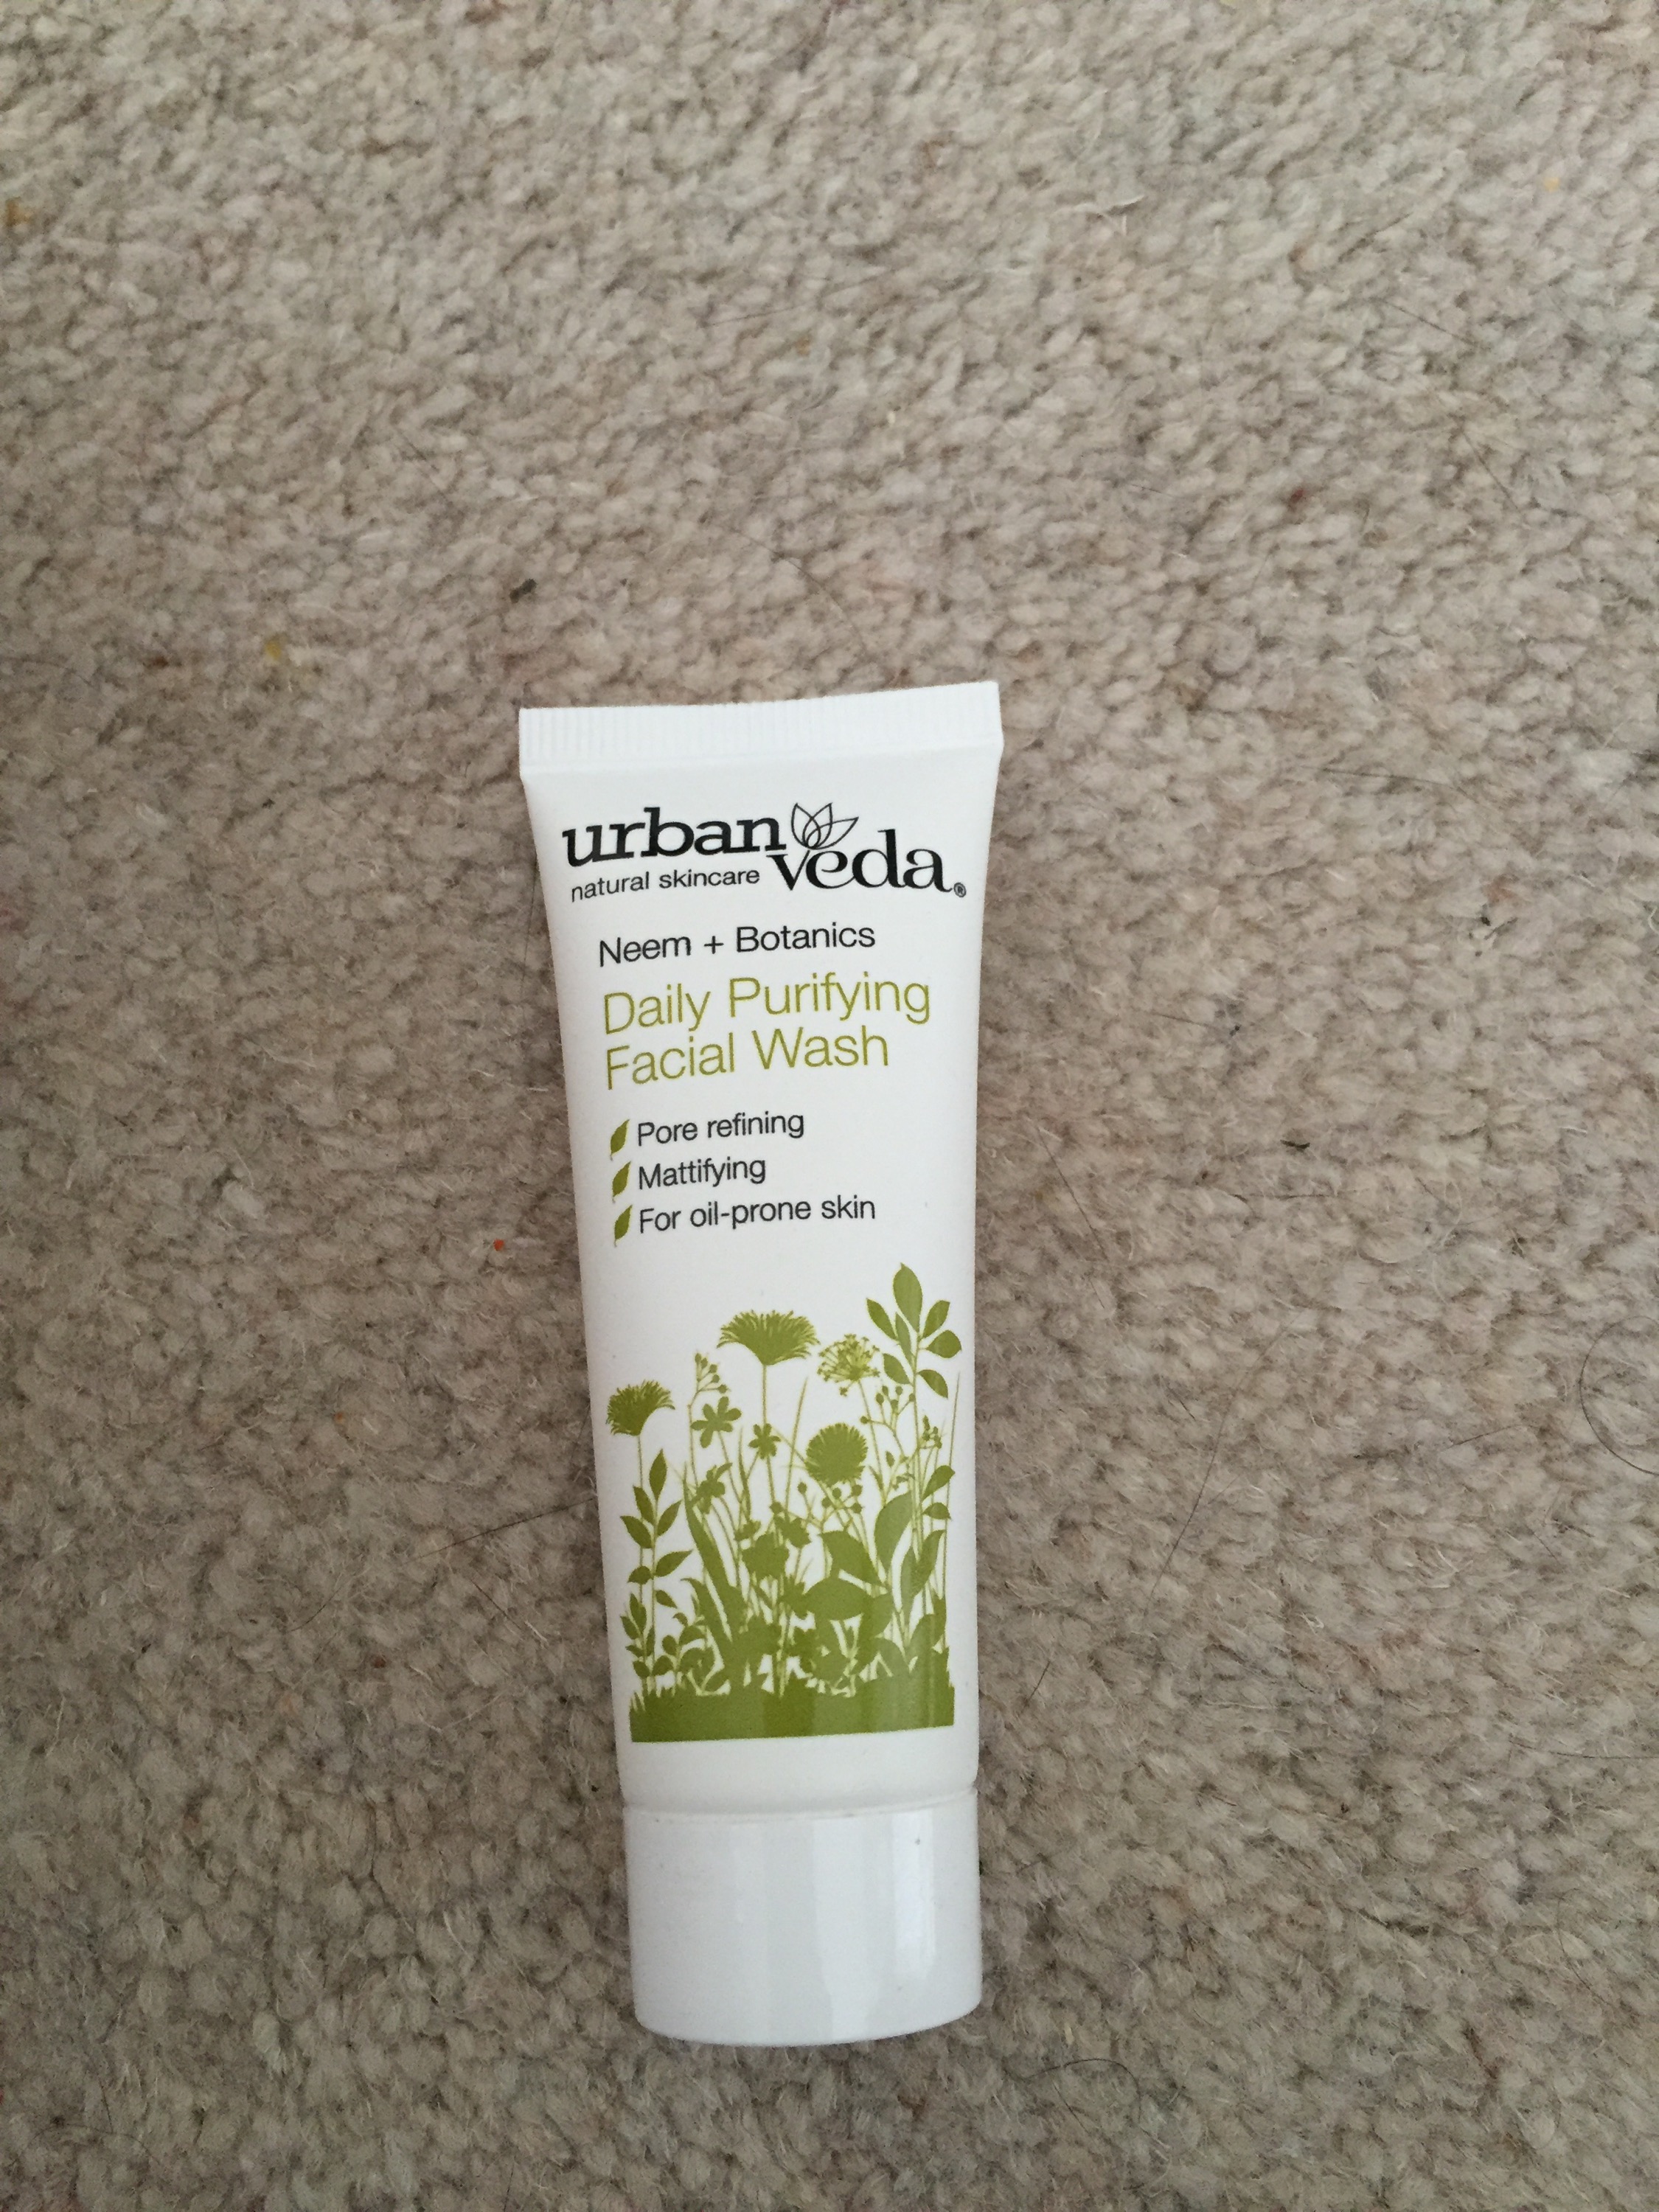 urban
veda®
natural skincare
Neem + Botanics
Daily Purifying
Facial Wash
Pore refining
Mattifying
For oil-prone skin